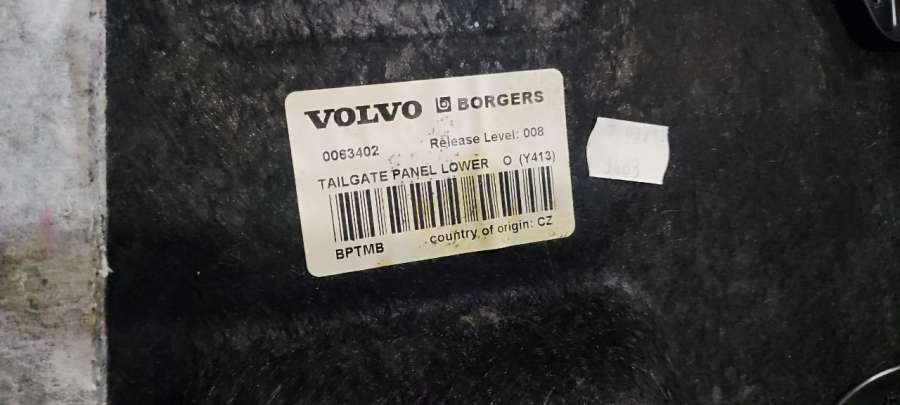 VOLVO BORGERS
0063402 Release Level: 008
TAILGATE PANEL LOWER O (Y413)
BPTMB country of origin: CZ